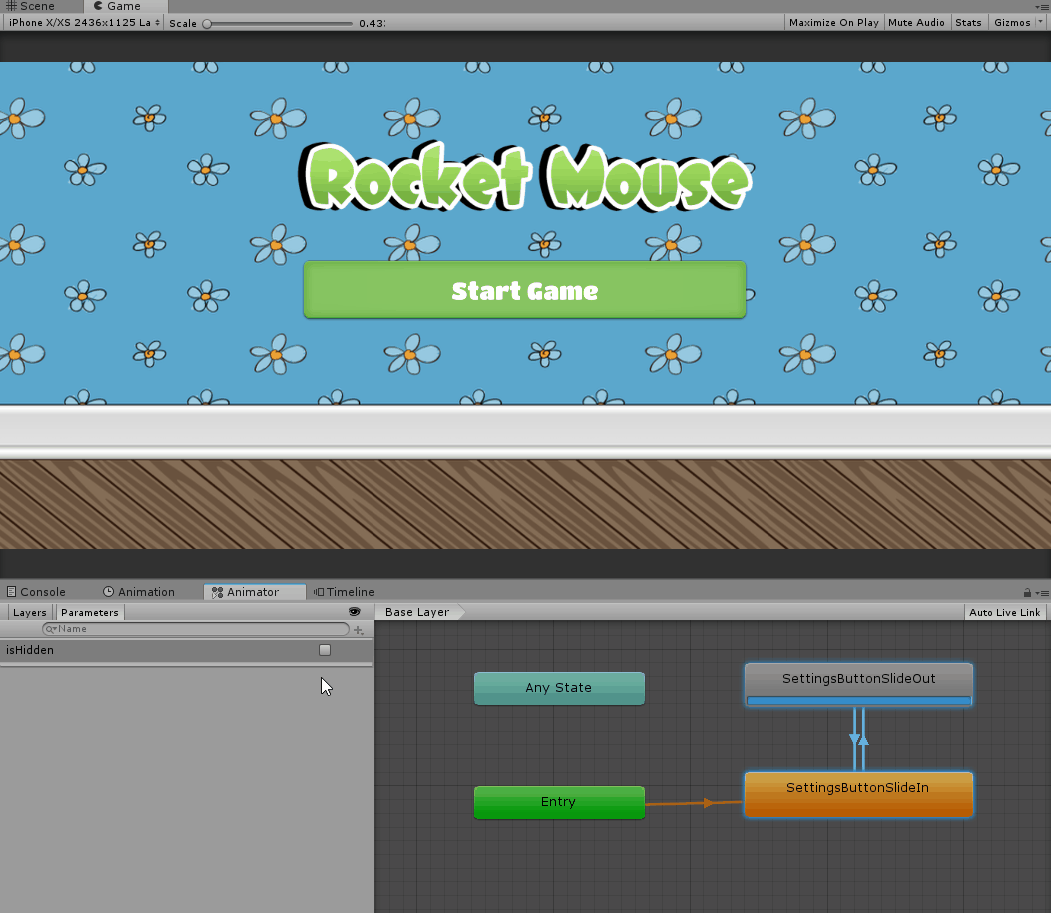 Scene Game
iPhone X/XS 2436x1125 La Scale 0.43: Maximize On Play Mute Audio Stats Gizmos
Rocket Mouse
Start Game
Console Animation Animator Timeline
Layers Parameters Base Layer Auto Live Link
Name
isHidden
Any State
SettingsButtonSlideOut
Entry
SettingsButtonSlideIn